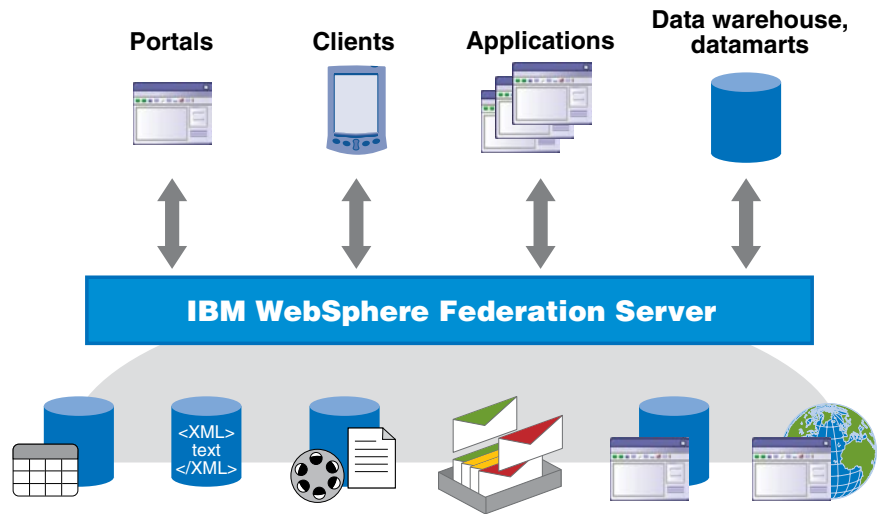 Portals
Clients
Applications
Data warehouse,
datamarts
IBM WebSphere Federation Server
<XML>
text
</XML>